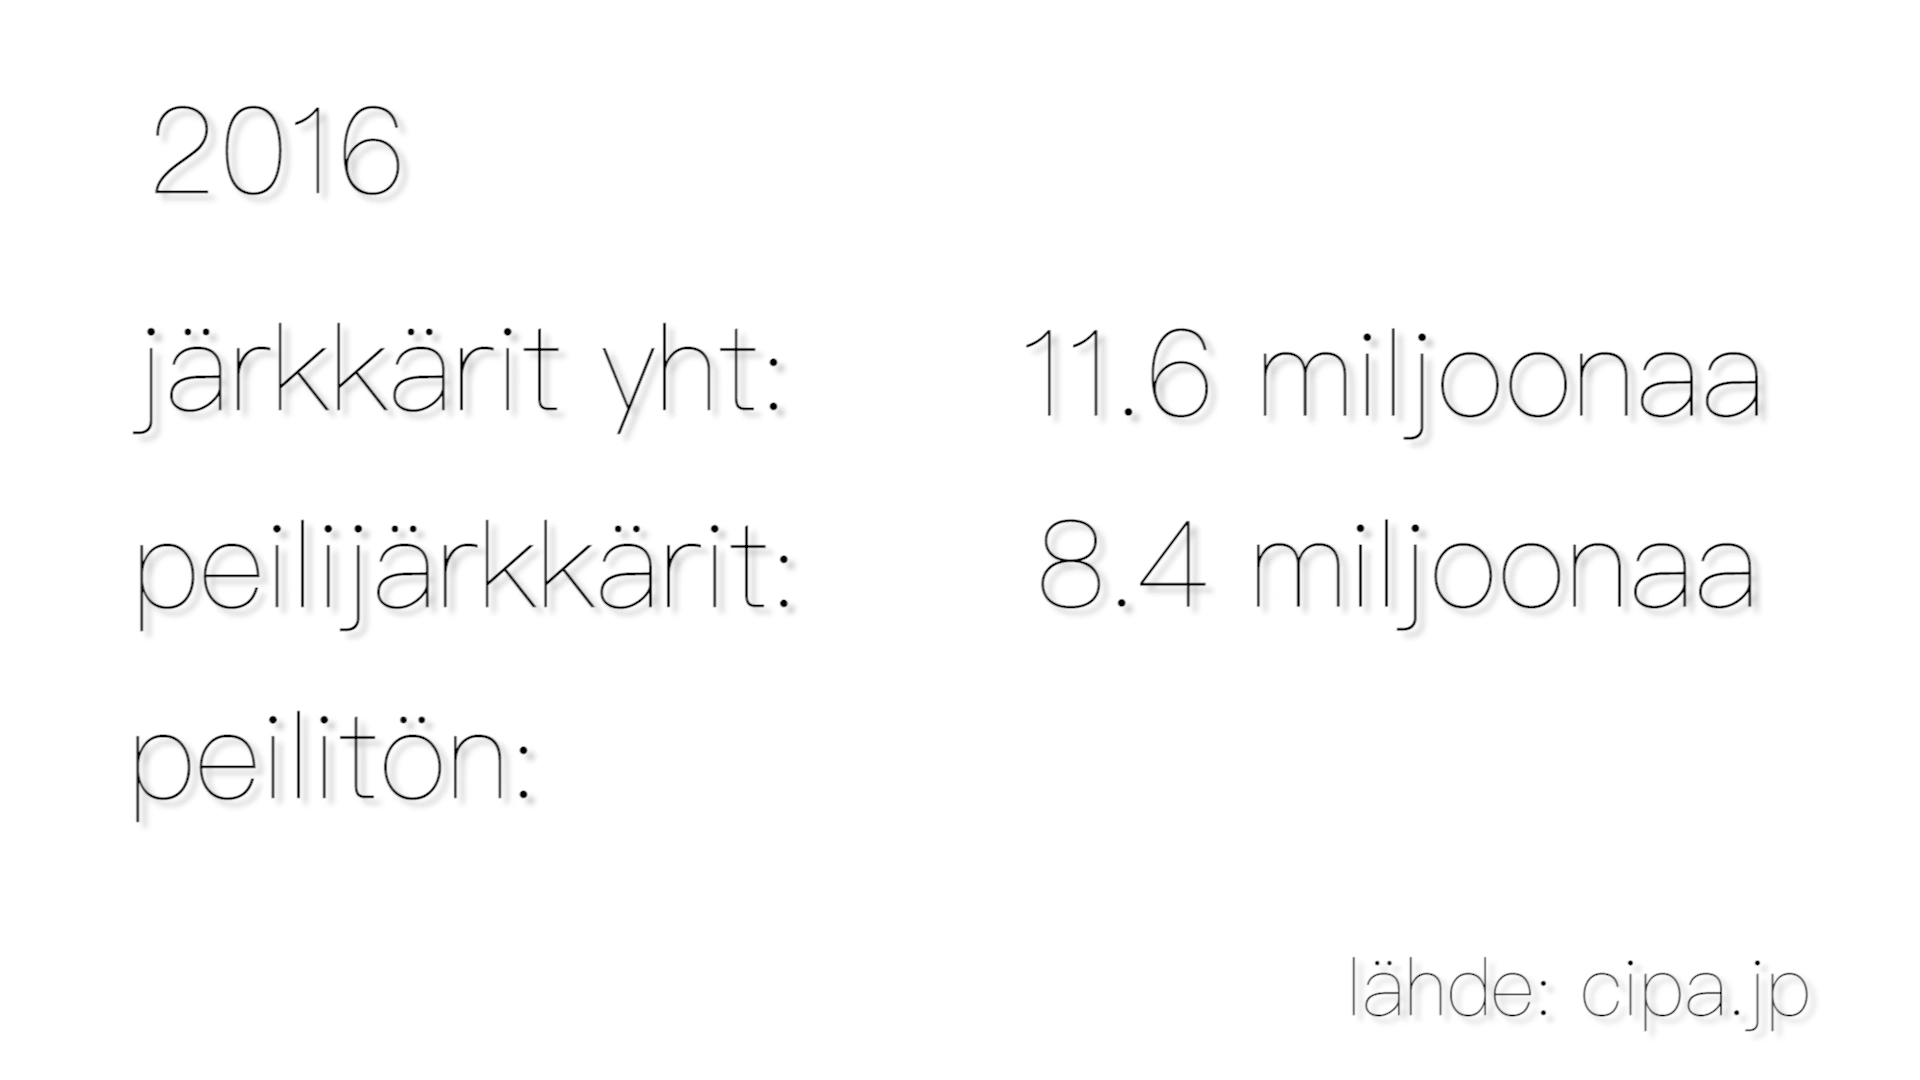 2016
järkkärit yht: 11.6 miljoonaa
peilijärkkärit: 8.4 miljoonaa
peilitön:
lähde: cipa.jp